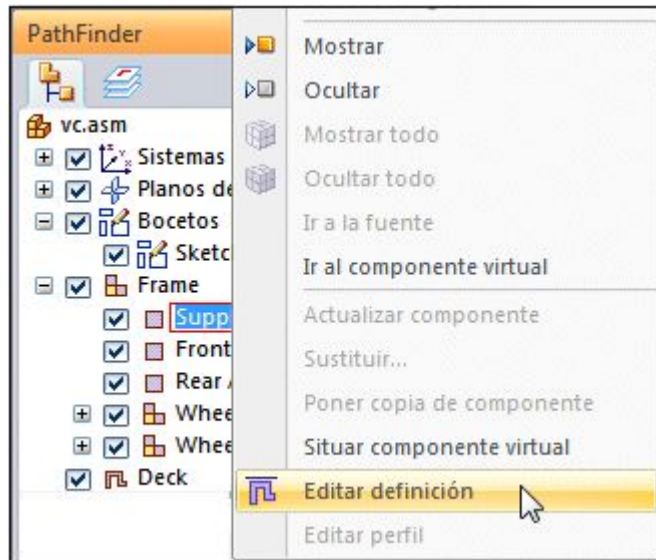 PathFinder
vc.asm
Sistemas
Planos de
Bocetos
Sketc
Frame
Supp
Front
Rear
Whee
Whee
Deck
Mostrar
Ocultar
Mostrar todo
Ocultar todo
Ir a la fuente
Ir al componente virtual
Actualizar componente
Sustituir...
Poner copia de componente
Situar componente virtual
Editar definición
Editar perfil